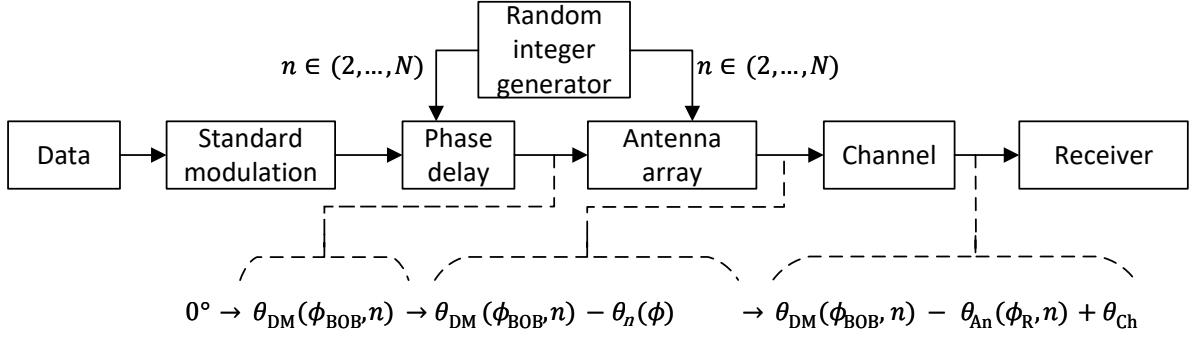 Random
integer
generator
n ∈ (2,…,N)
n ∈ (2,…,N)
Data
Standard
modulation
Phase
delay
Antenna
array
Channel
Receiver
0° → θ_DM(ϕ_BOB,n) → θ_DM(ϕ_BOB,n) − θ_n(ϕ) → θ_DM(ϕ_BOB,n) − θ_An(ϕ_R,n) + θ_Ch